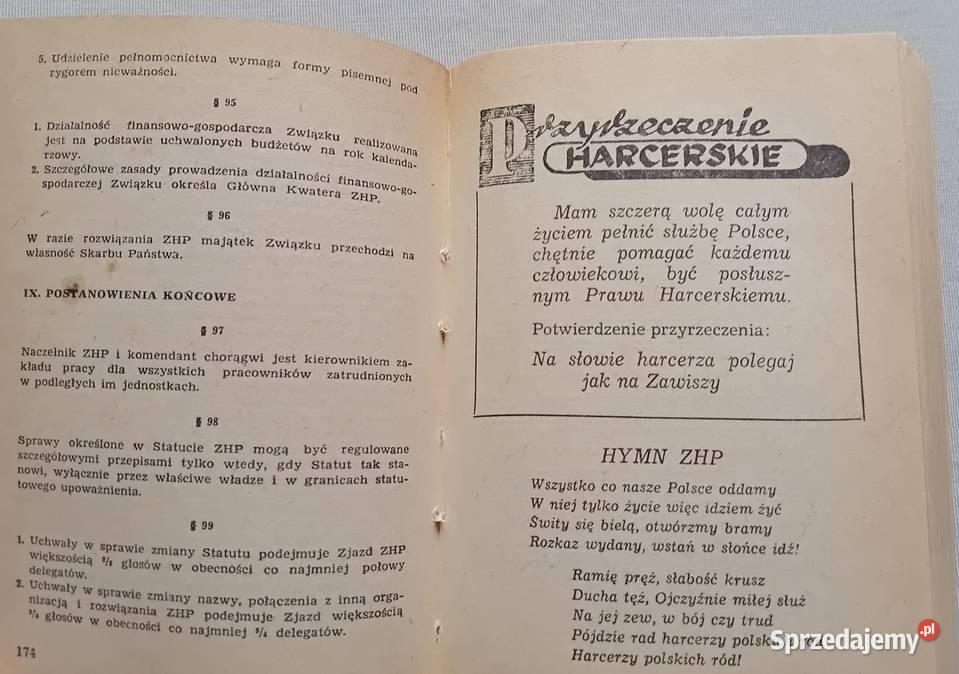 5. Udzielenie pełnomocnictwa wymaga formy pisemnej pod
rygorem nieważności.
§ 95
1. Działalność finansowo-gospodarcza Związku realizowana
jest na podstawie uchwalonych budżetów na rok kalenda-
rzowy.
2. Szczegółowe zasady prowadzenia działalności finansowo-go-
spodarczej Związku określa Główna Kwatera ZHP.
§ 96
W razie rozwiązania ZHP majątek Związku przechodzi na
własność Skarbu Państwa.
IX. POSTANOWIENIA KOŃCOWE
§ 97
Naczelnik ZHP i komendant chorągwi jest kierownikiem za-
kładu pracy dla wszystkich pracowników zatrudnionych
w podległych im jednostkach.
§ 98
Sprawy określone w Statucie ZHP mogą być regulowane
szczegółowymi przepisami tylko wtedy, gdy Statut tak sta-
nowi, wyłącznie przez właściwe władze i w granicach statu-
towego upoważnienia.
§ 99
1. Uchwały w sprawie zmiany Statutu podejmuje Zjazd ZHP
większością głosów w obecności co najmniej połowy
delegatów.
2. Uchwały w sprawie zmiany nazwy, połączenia z inną orga-
nizacją i rozwiązania ZHP podejmuje Zjazd większością
głosów w obecności co najmniej delegatów.
174
Przyrzeczenie
HARCERSKIE
Mam szczerą wolę całym
życiem pełnić służbę Polsce,
chętnie pomagać każdemu
człowiekowi, być posłusz-
nym Prawu Harcerskiemu.
Potwierdzenie przyrzeczenia:
Na słowie harcerza polegaj
jak na Zawiszy
HYMN ZHP
Wszystko co nasze Polsce oddamy
W niej tylko życie więc idziem żyć
Świty się bielą, otwórzmy bramy
Rozkaz wydany, wstań w słońce idź!
Ramię pręż, słabość krusz
Ducha tęż, Ojczyźnie miłej służ
Na jej zew, w bój czy trud
Pójdzie rad harcerzy polskich
Harcerzy polskich ród!
Sprzedajemy.pl